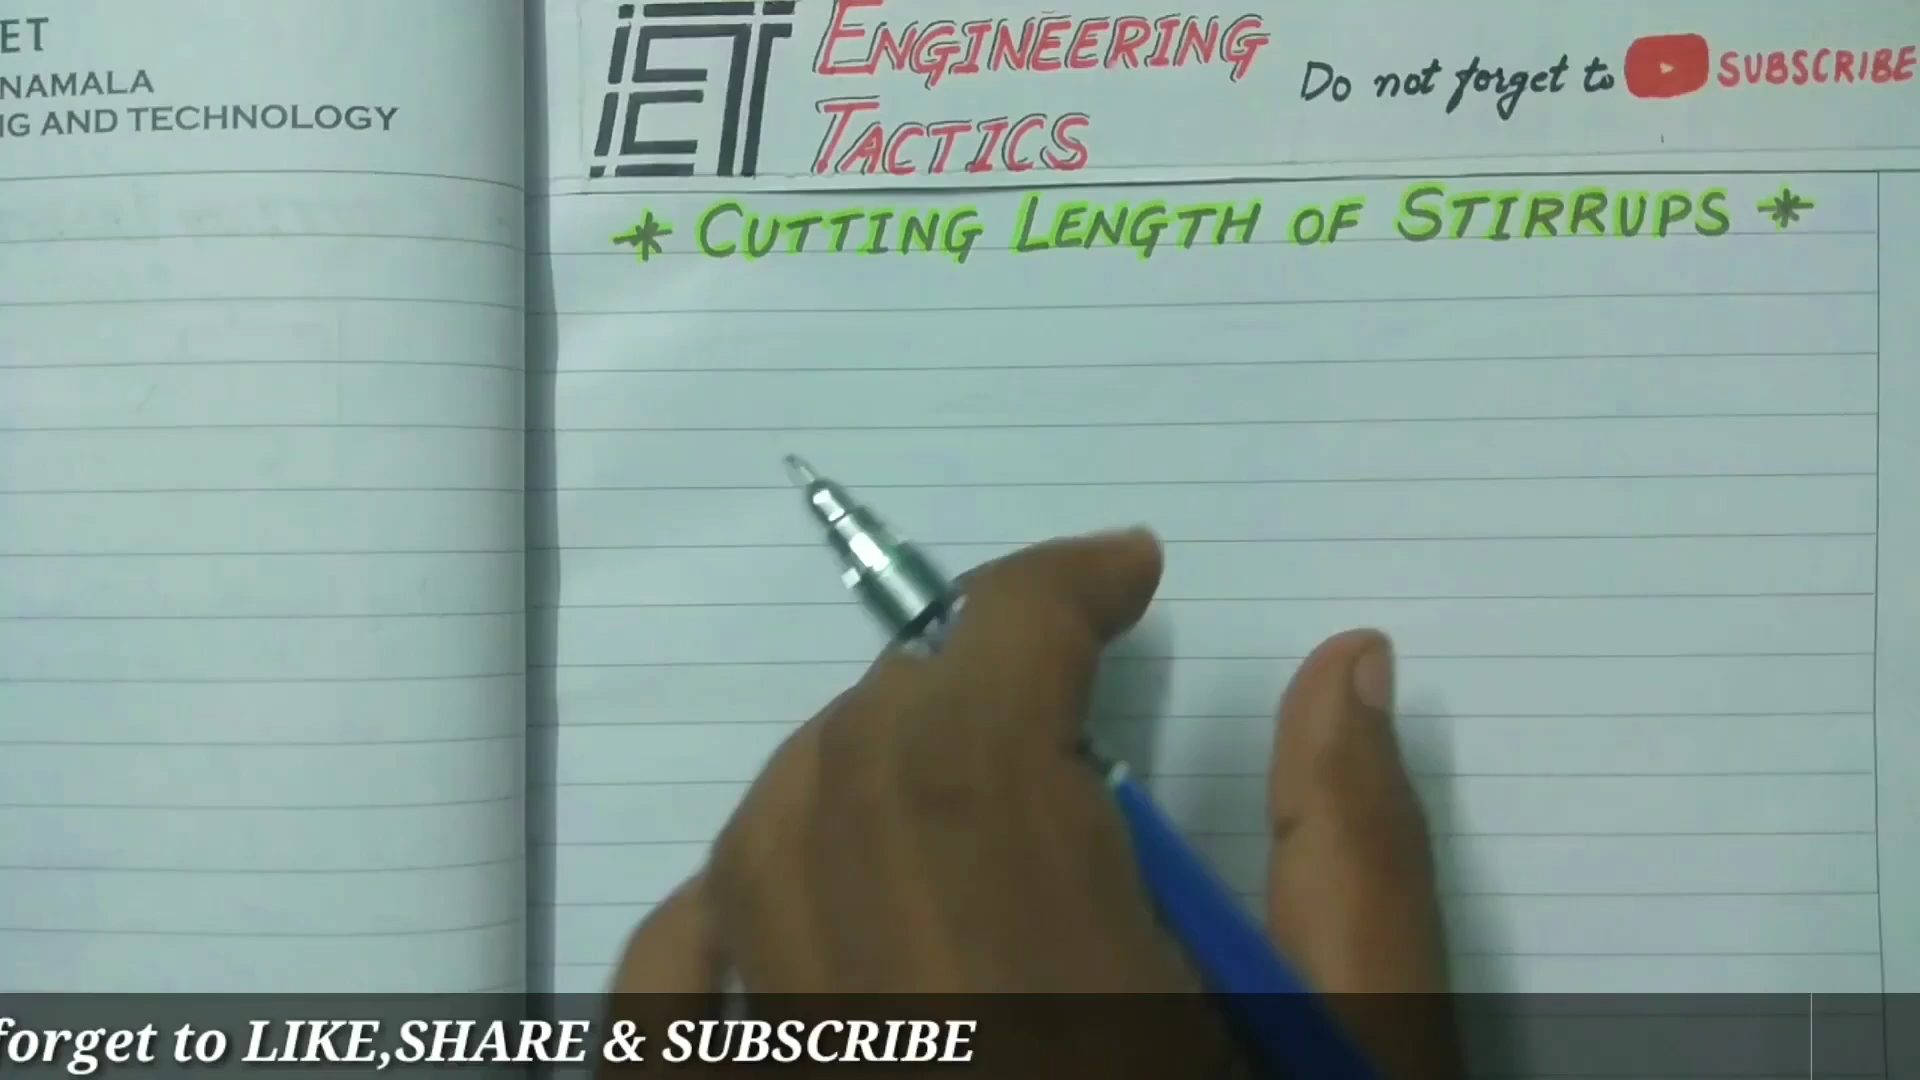 ET
NAMALA
IG AND TECHNOLOGY
ET ENGINEERING
TACTICS
Do not forget to SUBSCRIBE
* CUTTING LENGTH OF STIRRUPS *
forget to LIKE,SHARE & SUBSCRIBE